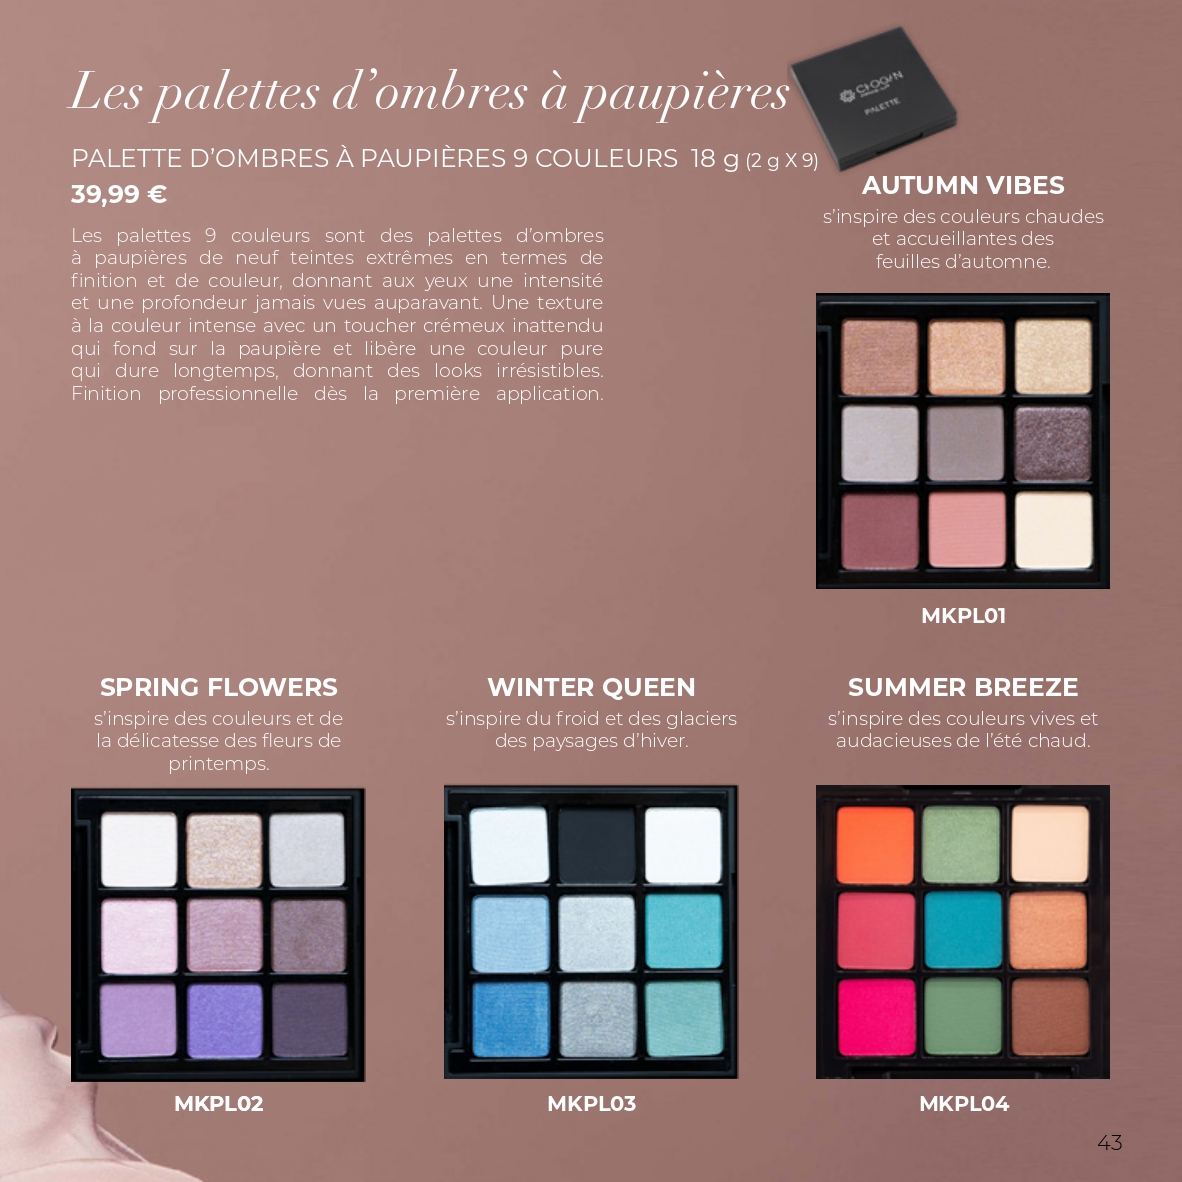 Les palettes d'ombres à paupières
CHOGAN
MAKE-UP
PALETTE
PALETTE D'OMBRES À PAUPIÈRES 9 COULEURS 18 g (2 g X 9)
39,99 €
Les palettes 9 couleurs sont des palettes d'ombres
à paupières de neuf teintes extrêmes en termes de
finition et de couleur, donnant aux yeux une intensité
et une profondeur jamais vues auparavant. Une texture
à la couleur intense avec un toucher crémeux inattendu
qui fond sur la paupière et libère une couleur pure
qui dure longtemps, donnant des looks irrésistibles.
Finition professionnelle dès la première application.
AUTUMN VIBES
s'inspire des couleurs chaudes
et accueillantes des
feuilles d'automne.
MKPL01
SPRING FLOWERS
s'inspire des couleurs et de
la délicatesse des fleurs de
printemps.
MKPL02
WINTER QUEEN
s'inspire du froid et des glaciers
des paysages d'hiver.
MKPL03
SUMMER BREEZE
s'inspire des couleurs vives et
audacieuses de l'été chaud.
MKPL04
43